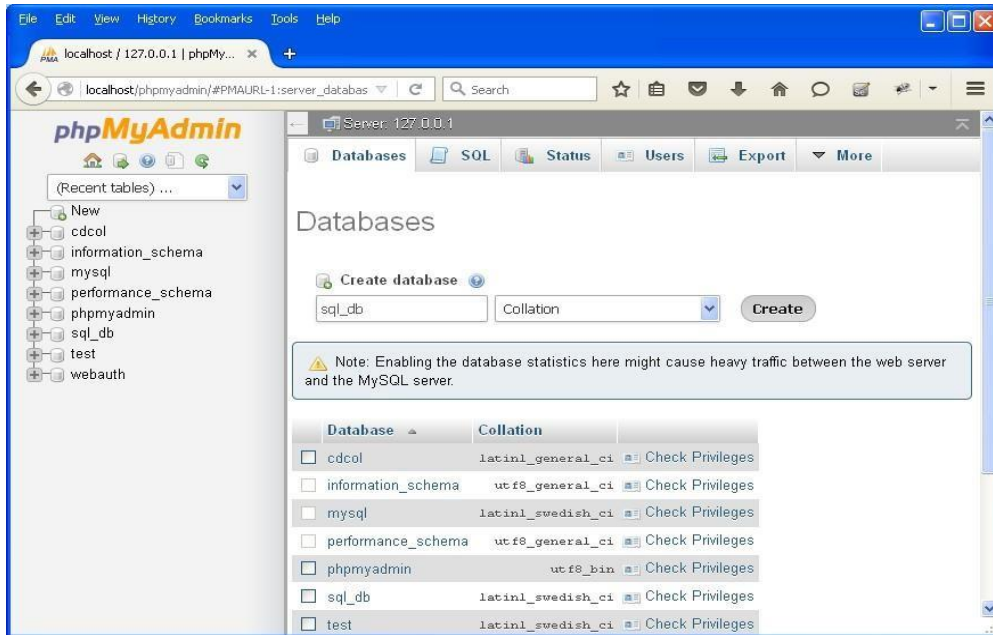 File Edit View History Bookmarks Tools Help
PMA localhost / 127.0.0.1 | phpMy... ×
localhost/phpmyadmin/#PMAURL-1:server_databas Search
phpMyAdmin
Server: 127.0.0.1
Databases SQL Status Users Export More
(Recent tables) ...
New
cdcol
information_schema
mysql
performance_schema
phpmyadmin
sql_db
test
webauth
Databases
Create database
sql_db Collation Create
Note: Enabling the database statistics here might cause heavy traffic between the web server
and the MySQL server.
Database Collation
cdcol latin1_general_ci Check Privileges
information_schema utf8_general_ci Check Privileges
mysql latin1_swedish_ci Check Privileges
performance_schema utf8_general_ci Check Privileges
phpmyadmin utf8_bin Check Privileges
sql_db latin1_swedish_ci Check Privileges
test latin1_swedish_ci Check Privileges